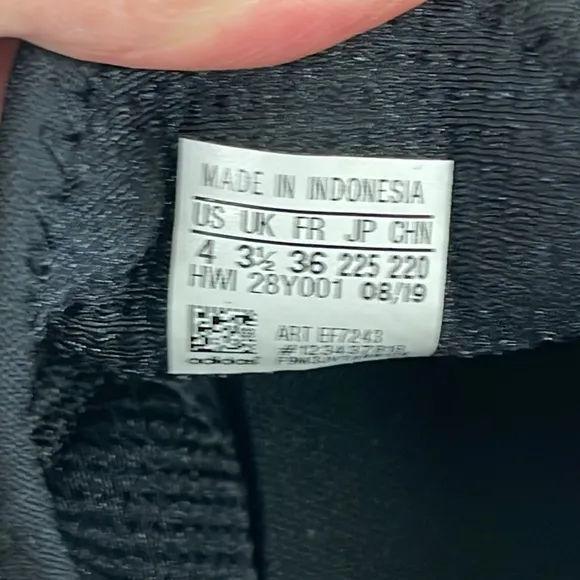 MADE IN INDONESIA
US UK FR JP CHN
4 3½ 36 225 220
HWI 28Y001 08/19
ART EF7243
adidas